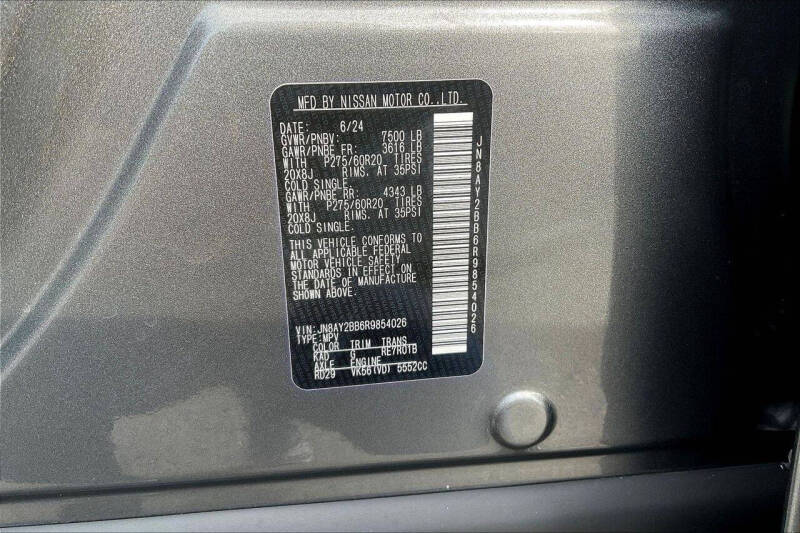 MFD BY NISSAN MOTOR CO.,LTD.
DATE: 6/24
GVWR/PNBV: 7500 LB
GAWR/PNBE FR: 3616 LB
WITH P275/60R20 TIRES
20X8J RIMS. AT 35PSI
COLD SINGLE.
GAWR/PNBE RR: 4343 LB
WITH P275/60R20 TIRES
20X8J RIMS. AT 35PSI
COLD SINGLE.
THIS VEHICLE CONFORMS TO
ALL APPLICABLE FEDERAL
MOTOR VEHICLE SAFETY
STANDARDS IN EFFECT ON
THE DATE OF MANUFACTURE
SHOWN ABOVE.
VIN: JN8AY2BB6R9854026
TYPE: MPV
COLOR TRIM TRANS
KAD G RE7R01B
AXLE ENGINE
RD29 VK56(VD) 5552CC
JN8AY2BB6R9854026